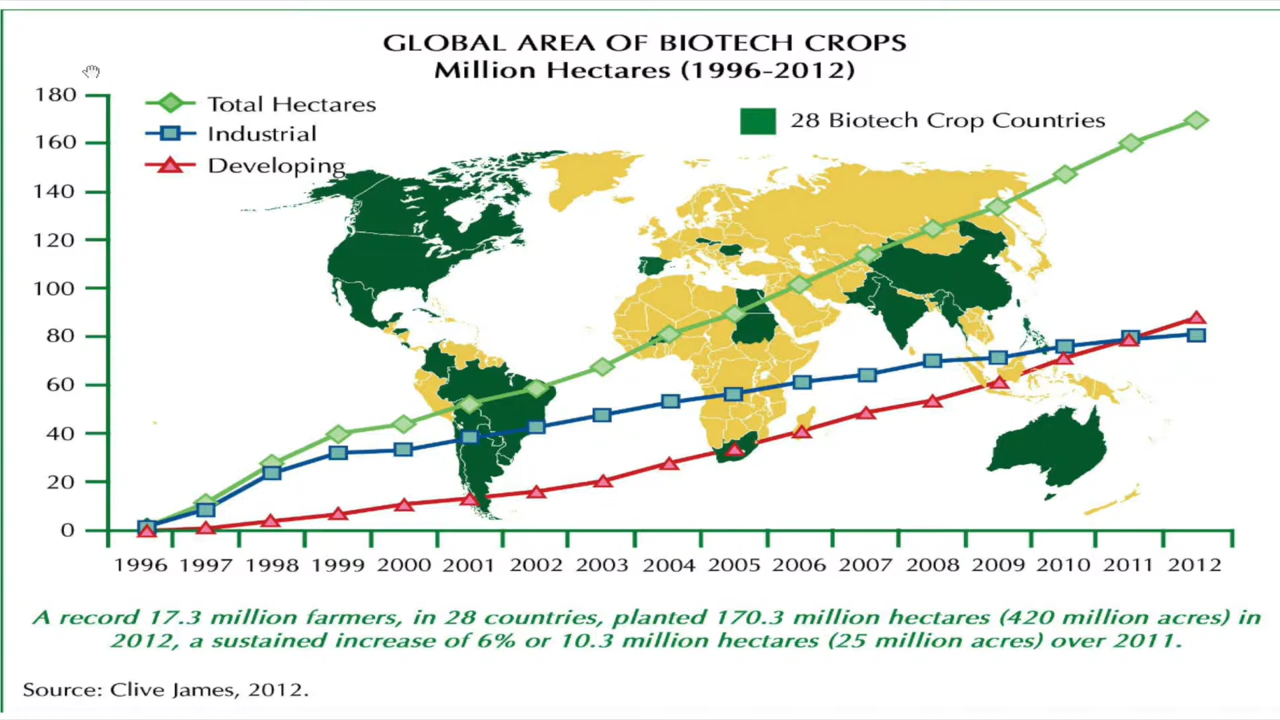 GLOBAL AREA OF BIOTECH CROPS
Million Hectares (1996-2012)
180
160
140
120
100
80
60
40
20
0
Total Hectares
Industrial
Developing
28 Biotech Crop Countries
1996 1997 1998 1999 2000 2001 2002 2003 2004 2005 2006 2007 2008 2009 2010 2011 2012
A record 17.3 million farmers, in 28 countries, planted 170.3 million hectares (420 million acres) in
2012, a sustained increase of 6% or 10.3 million hectares (25 million acres) over 2011.
Source: Clive James, 2012.